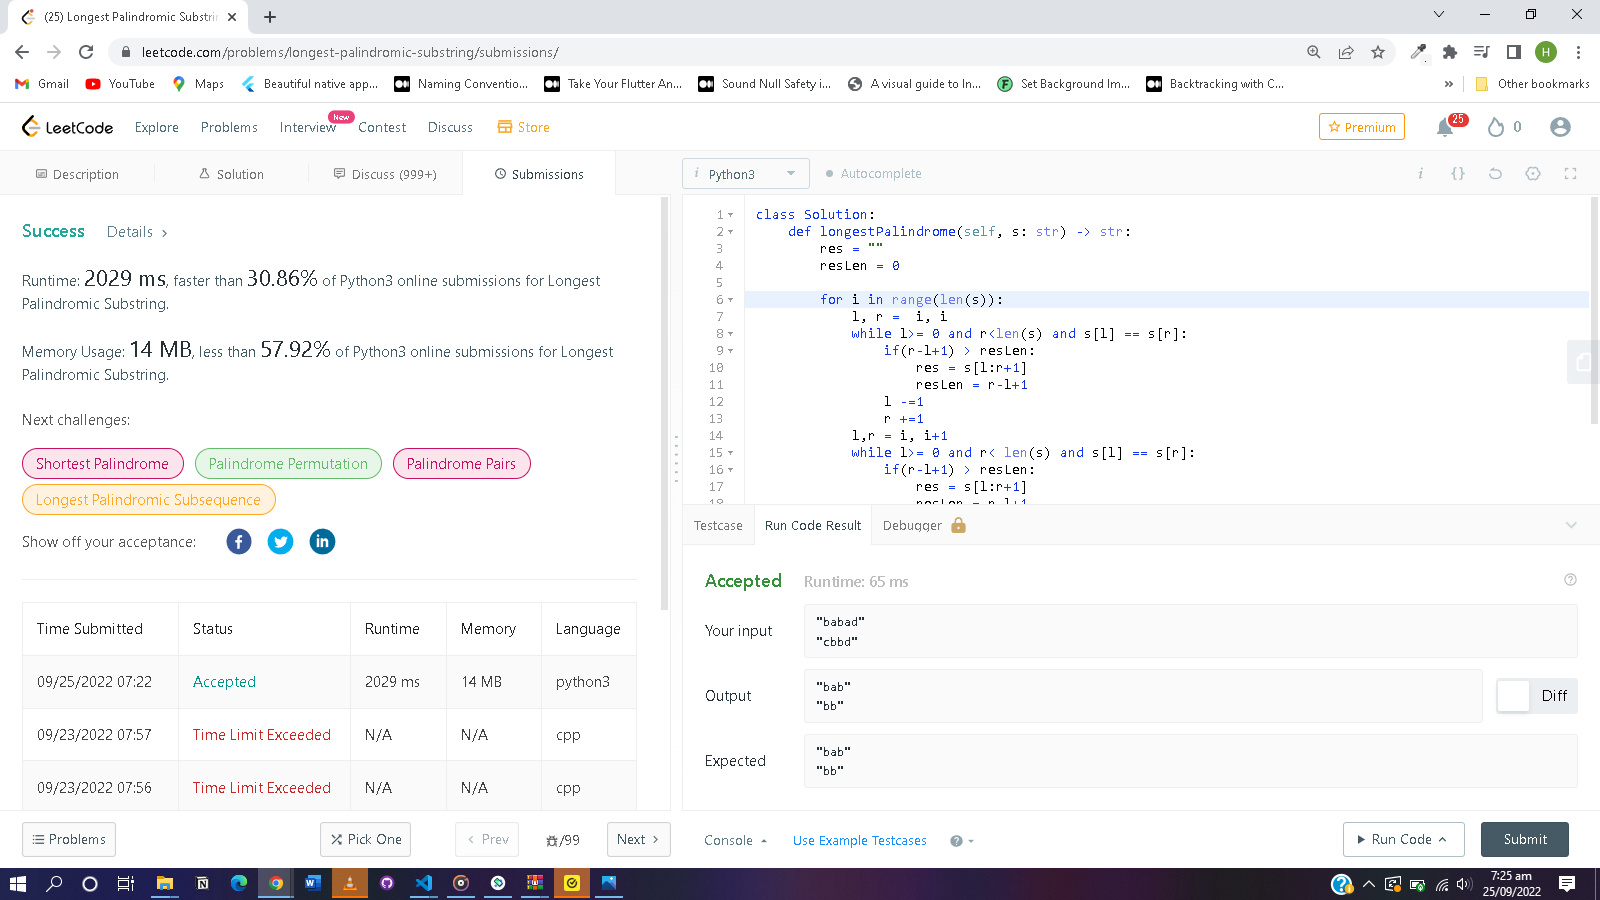 (25) Longest Palindromic Substrin
leetcode.com/problems/longest-palindromic-substring/submissions/
H
Gmail YouTube Maps Beautiful native app... Naming Conventio... Take Your Flutter An... Sound Null Safety i... A visual guide to In... Set Background Im... Backtracking with C... » Other bookmarks
LeetCode Explore Problems Interview New Contest Discuss Store Premium 25 0
Description Solution Discuss (999+) Submissions
i Python3 Autocomplete i {}
Success Details >
Runtime: 2029 ms, faster than 30.86% of Python3 online submissions for Longest
Palindromic Substring.
Memory Usage: 14 MB, less than 57.92% of Python3 online submissions for Longest
Palindromic Substring.
Next challenges:
Shortest Palindrome Palindrome Permutation Palindrome Pairs
Longest Palindromic Subsequence
Show off your acceptance:
Time Submitted Status Runtime Memory Language
09/25/2022 07:22 Accepted 2029 ms 14 MB python3
09/23/2022 07:57 Time Limit Exceeded N/A N/A cpp
09/23/2022 07:56 Time Limit Exceeded N/A N/A cpp
Problems Pick One < Prev /99 Next >
1 class Solution:
2 def longestPalindrome(self, s: str) -> str:
3 res = ""
4 resLen = 0
5
6 for i in range(len(s)):
7 l, r = i, i
8 while l>= 0 and r<len(s) and s[l] == s[r]:
9 if(r-l+1) > resLen:
10 res = s[l:r+1]
11 resLen = r-l+1
12 l -=1
13 r +=1
14 l,r = i, i+1
15 while l>= 0 and r< len(s) and s[l] == s[r]:
16 if(r-l+1) > resLen:
17 res = s[l:r+1]
18 resLen = r-l+1
Testcase Run Code Result Debugger
Accepted Runtime: 65 ms
Your input
"babad"
"cbbd"
Output
"bab"
"bb"
Diff
Expected
"bab"
"bb"
Console Use Example Testcases Run Code Submit
7:25 am
25/09/2022